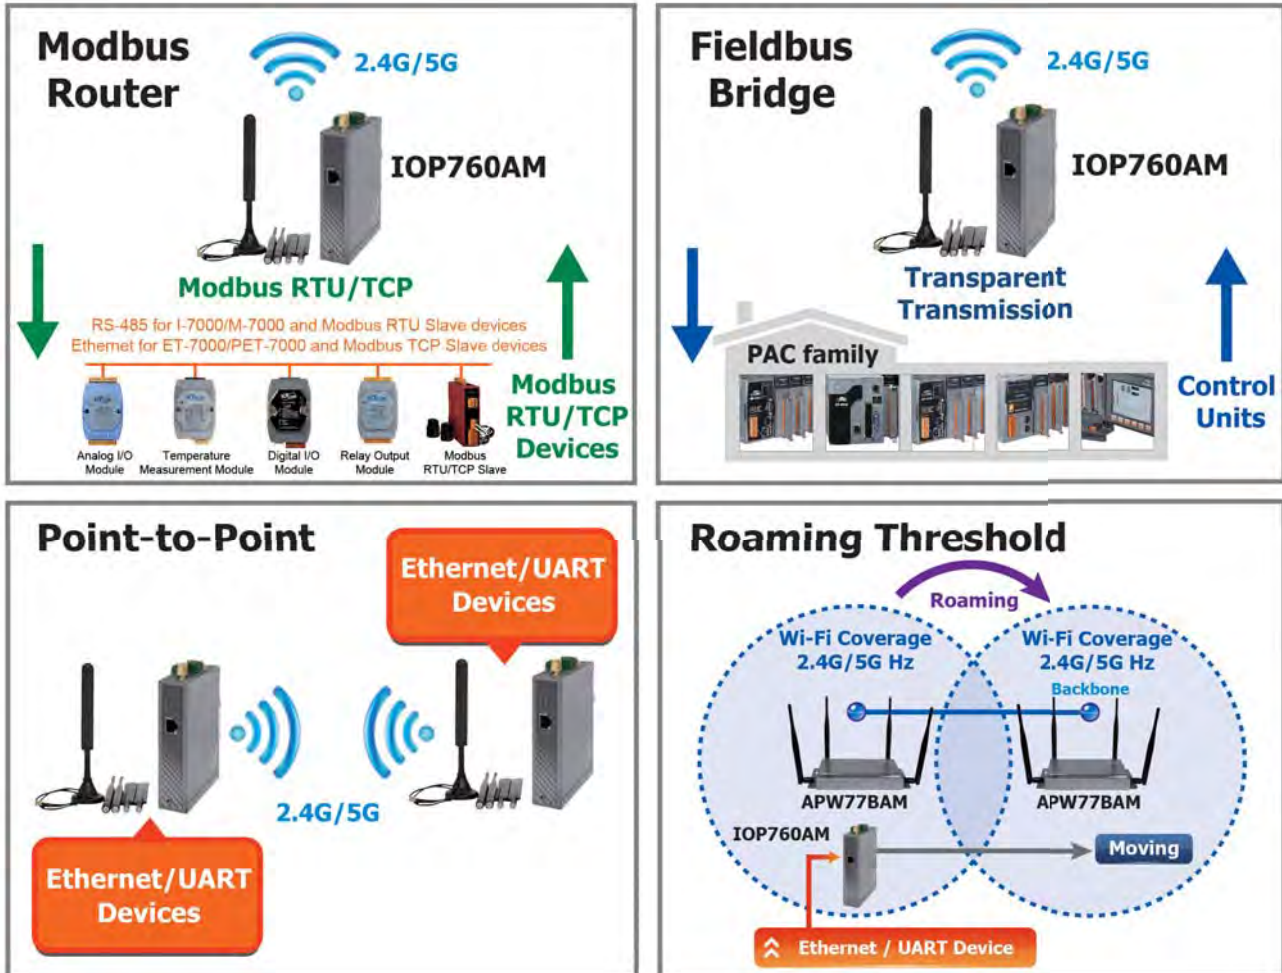 Modbus
Router
2.4G/5G
IOP760AM
Modbus RTU/TCP
RS-485 for I-7000/M-7000 and Modbus RTU Slave devices
Ethernet for ET-7000/PET-7000 and Modbus TCP Slave devices
Modbus
RTU/TCP
Devices
Analog I/O
Module
Temperature
Measurement Module
Digital I/O
Module
Relay Output
Module
Modbus
RTU/TCP Slave
Fieldbus
Bridge
2.4G/5G
IOP760AM
Transparent
Transmission
PAC family
Control
Units
Point-to-Point
Ethernet/UART
Devices
2.4G/5G
Ethernet/UART
Devices
Roaming Threshold
Roaming
Wi-Fi Coverage
2.4G/5G Hz
Wi-Fi Coverage
2.4G/5G Hz
Backbone
APW77BAM
APW77BAM
IOP760AM
Moving
Ethernet / UART Device